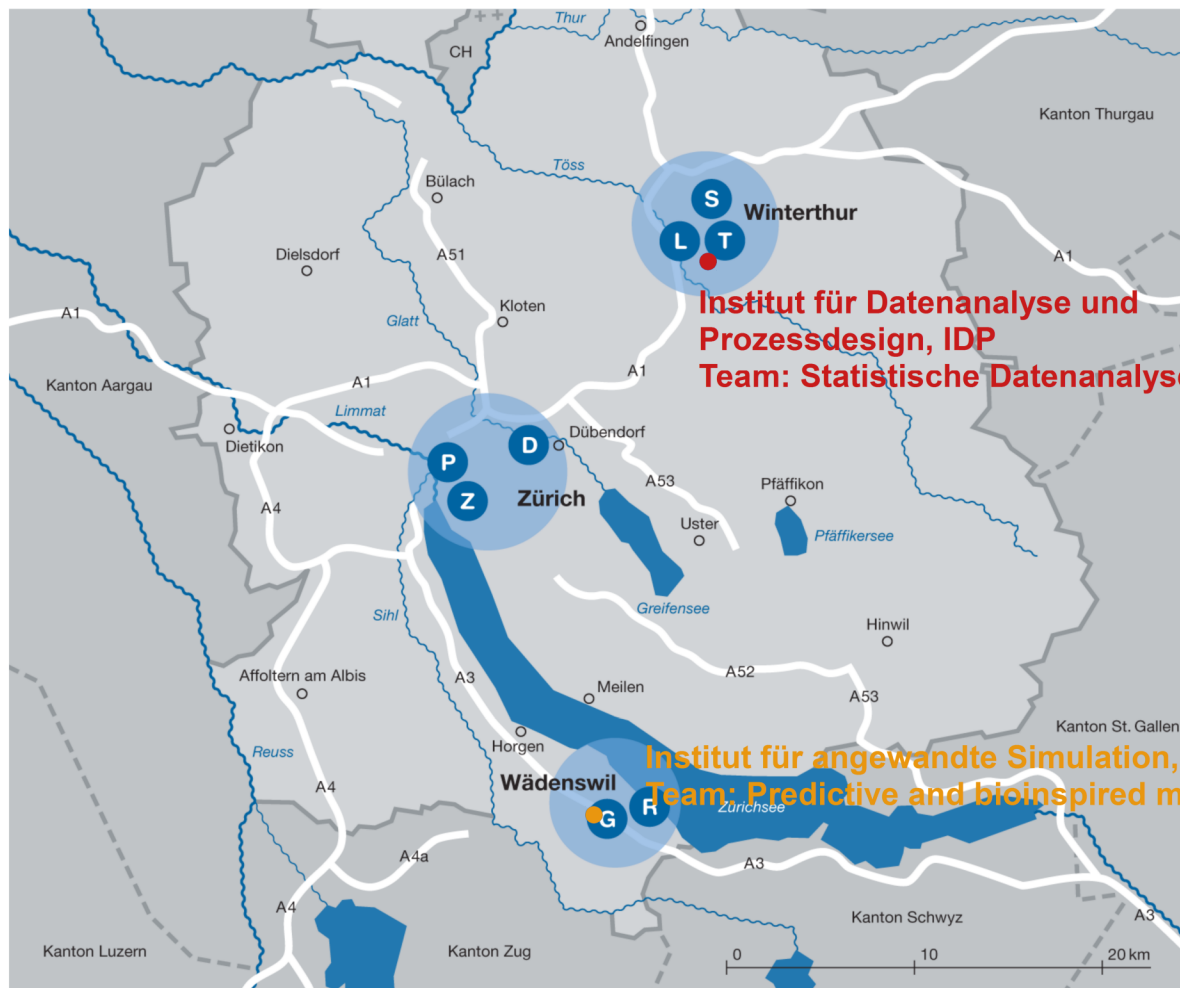 Thur
Andelfingen
CH
Kanton Thurgau
Töss
Bülach
S
Winterthur
L
T
Dielsdorf
A51
A1
Kloten
Institut für Datenanalyse und
Prozessdesign, IDP
Team: Statistische Datenanalyse
A1
Glatt
Kanton Aargau
A1
A1
Limmat
Dietikon
D
Dübendorf
P
Z
Zürich
A53
Pfäffikon
A4
Uster
Pfäffikersee
Greifensee
Sihl
Hinwil
Affoltern am Albis
A3
A52
Meilen
A53
Kanton St. Gallen
Horgen
Reuss
Institut für angewandte Simulation,
Wädenswil
A4
Team: Predictive and bioinspired m
G
R
Zürichsee
A4a
A3
A4
Kanton Schwyz
A3
Kanton Luzern
Kanton Zug
0
10
20 km